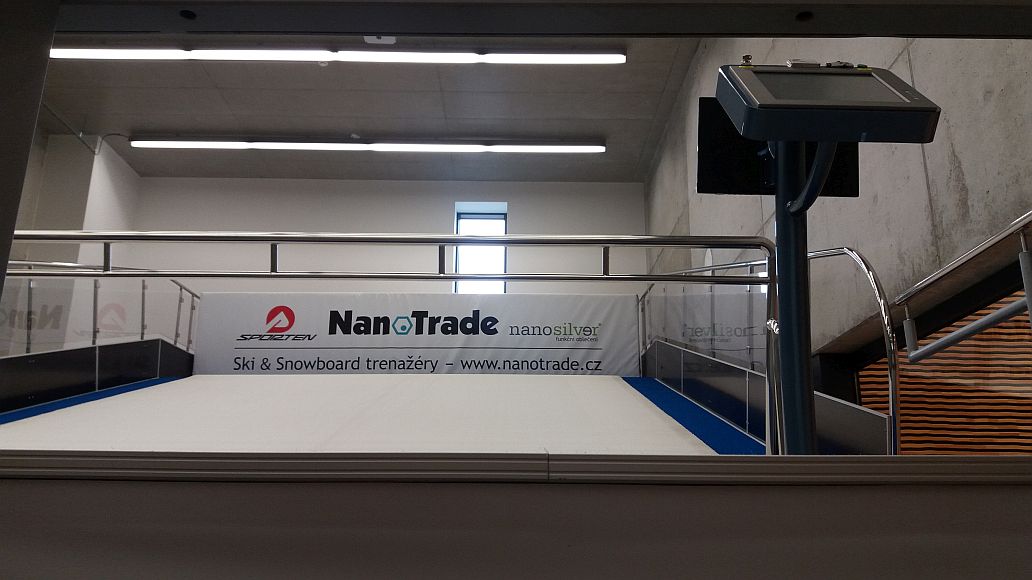 SPORTEN
NanoTrade
nanosilver®
funkční oblečení
Ski & Snowboard trenažéry – www.nanotrade.cz